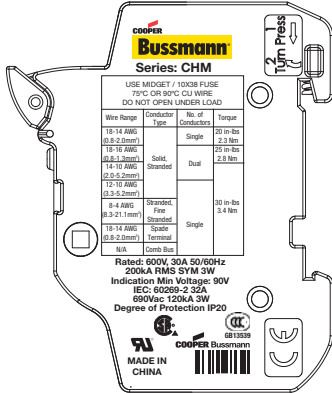 COOPER
Bussmann®
Series: CHM
1
Turn Press
2
USE MIDGET / 10X38 FUSE
75ºC OR 90ºC CU WIRE
DO NOT OPEN UNDER LOAD
Wire Range Conductor Type No. of Conductors Torque
18-14 AWG (0.8-2.0mm²) Solid, Stranded Single 20 in-lbs 2.3 Nm
18-16 AWG (0.8-1.3mm²) Dual 25 in-lbs 2.8 Nm
14-10 AWG (2.0-5.2mm²) 30 in-lbs 3.4 Nm
12-10 AWG (3.3-5.2mm²) Single
8-4 AWG (8.3-21.1mm²) Stranded, Fine Stranded
18-14 AWG (0.8-2.0mm²) Spade Terminal
N/A Comb Bus
Rated: 600V, 30A 50/60Hz
200kA RMS SYM 3W
Indication Min Voltage: 90V
IEC: 60269-2 32A
690Vac 120kA 3W
Degree of Protection IP20
GB13539
COOPER Bussmann
MADE IN
CHINA